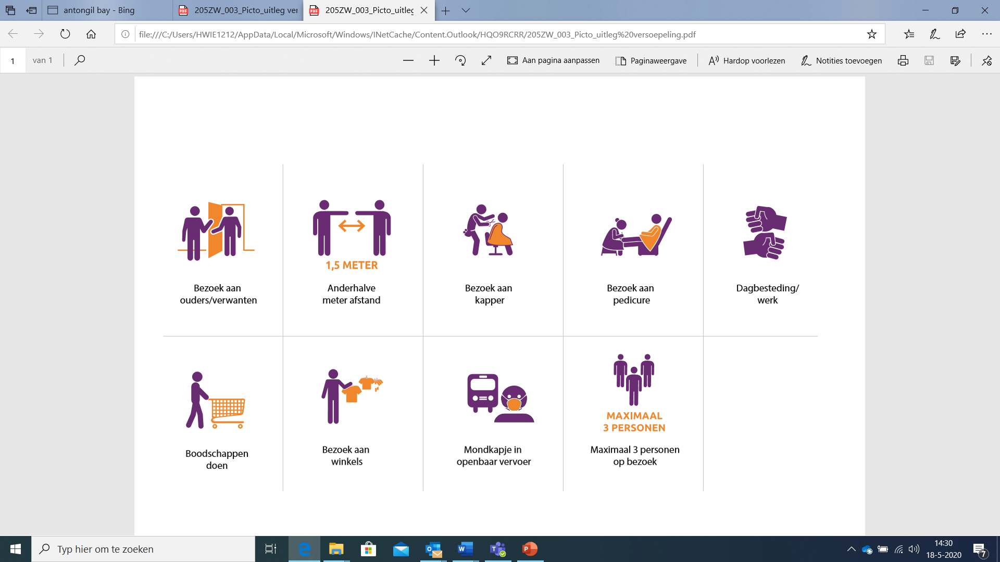 antongil bay - Bing
205ZW_003_Picto_uitleg ver
205ZW_003_Picto_uitleg
file:///C:/Users/HWIE1212/AppData/Local/Microsoft/Windows/INetCache/Content.Outlook/HQO9RCRR/205ZW_003_Picto_uitleg%20versoepeling.pdf
1 van 1
Aan pagina aanpassen
Paginaweergave
Hardop voorlezen
Notities toevoegen
1,5 METER
Bezoek aan
ouders/verwanten
Anderhalve
meter afstand
Bezoek aan
kapper
Bezoek aan
pedicure
Dagbesteding/
werk
Boodschappen
doen
Bezoek aan
winkels
Mondkapje in
openbaar vervoer
MAXIMAAL
3 PERSONEN
Maximaal 3 personen
op bezoek
Typ hier om te zoeken
14:30
18-5-2020
7